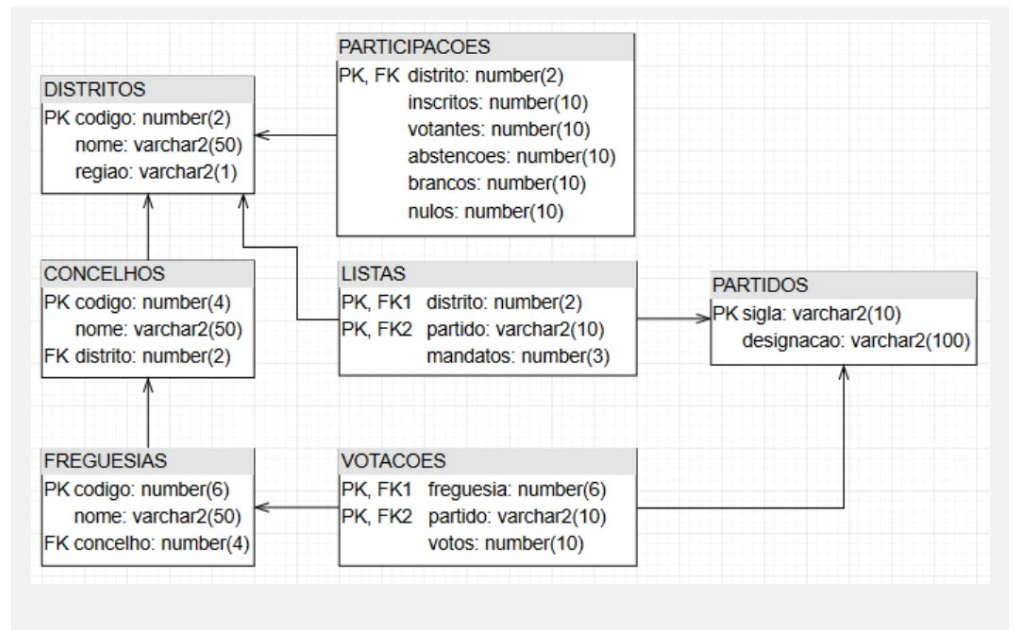 DISTRITOS
PK codigo: number(2)
nome: varchar2(50)
regiao: varchar2(1)
PARTICIPACOES
PK, FK distrito: number(2)
inscritos: number(10)
votantes: number(10)
abstencoes: number(10)
brancos: number(10)
nulos: number(10)
CONCELHOS
PK codigo: number(4)
nome: varchar2(50)
FK distrito: number(2)
LISTAS
PK, FK1 distrito: number(2)
PK, FK2 partido: varchar2(10)
mandatos: number(3)
PARTIDOS
PK sigla: varchar2(10)
designacao: varchar2(100)
FREGUESIAS
PK codigo: number(6)
nome: varchar2(50)
FK concelho: number(4)
VOTACOES
PK, FK1 freguesia: number(6)
PK, FK2 partido: varchar2(10)
votos: number(10)